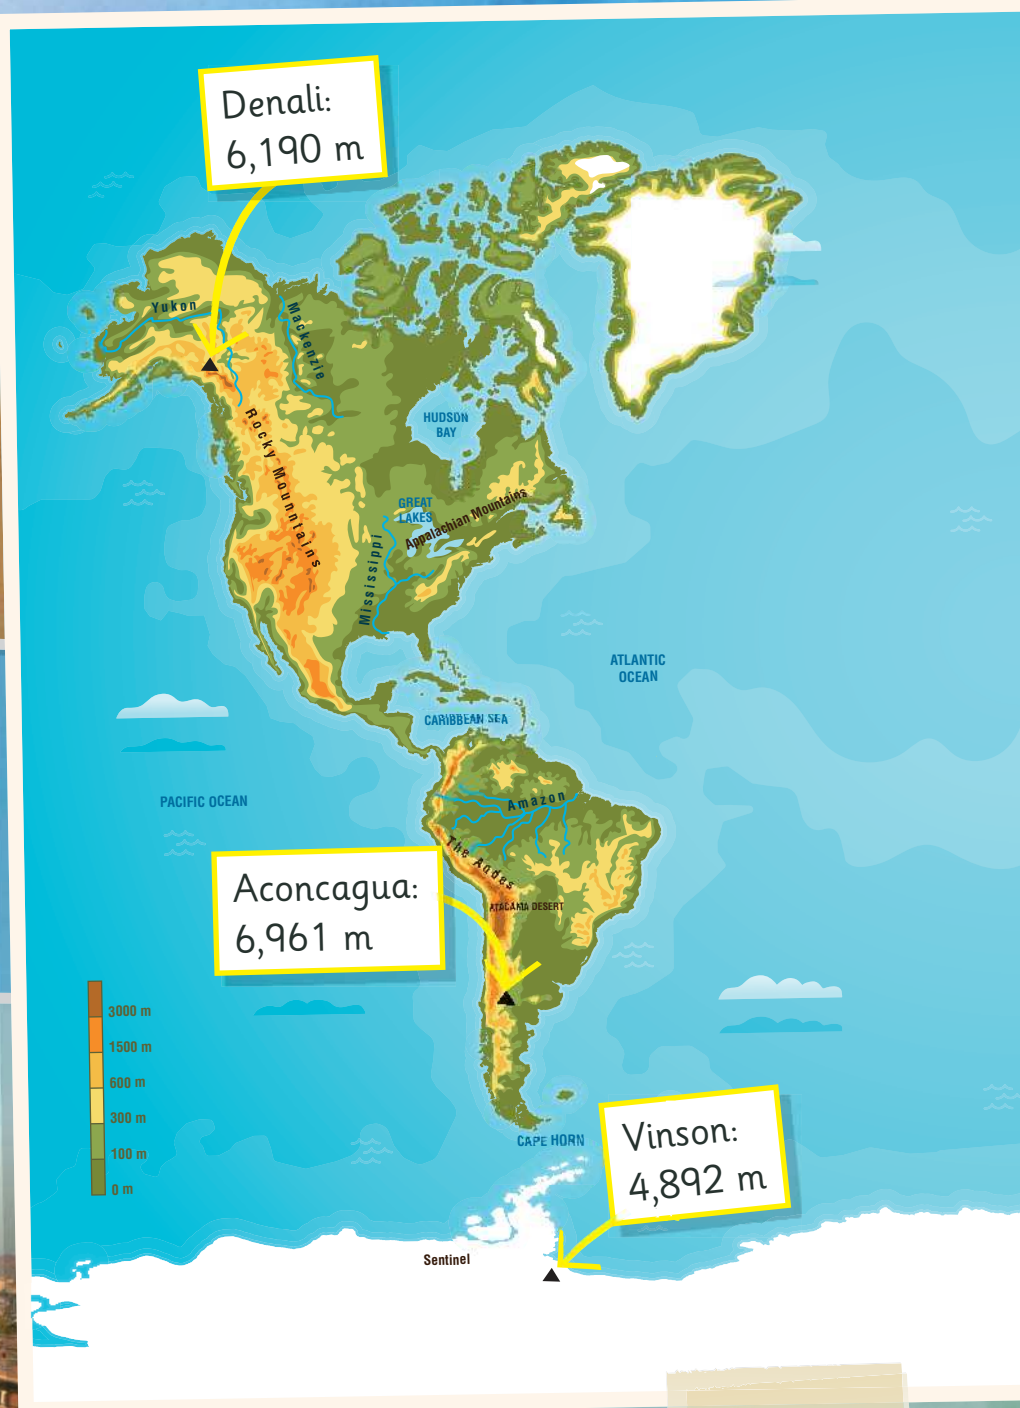 Denali:
6,190 m
Yukon
Mackenzie
Rocky Mounntains
HUDSON
BAY
GREAT
LAKES
Appalachian Mountains
Mississippi
ATLANTIC
OCEAN
CARIBBEAN SEA
PACIFIC OCEAN
Amazon
The Andes
ATACAMA DESERT
Aconcagua:
6,961 m
3000 m
1500 m
600 m
300 m
100 m
0 m
CAPE HORN
Vinson:
4,892 m
Sentinel